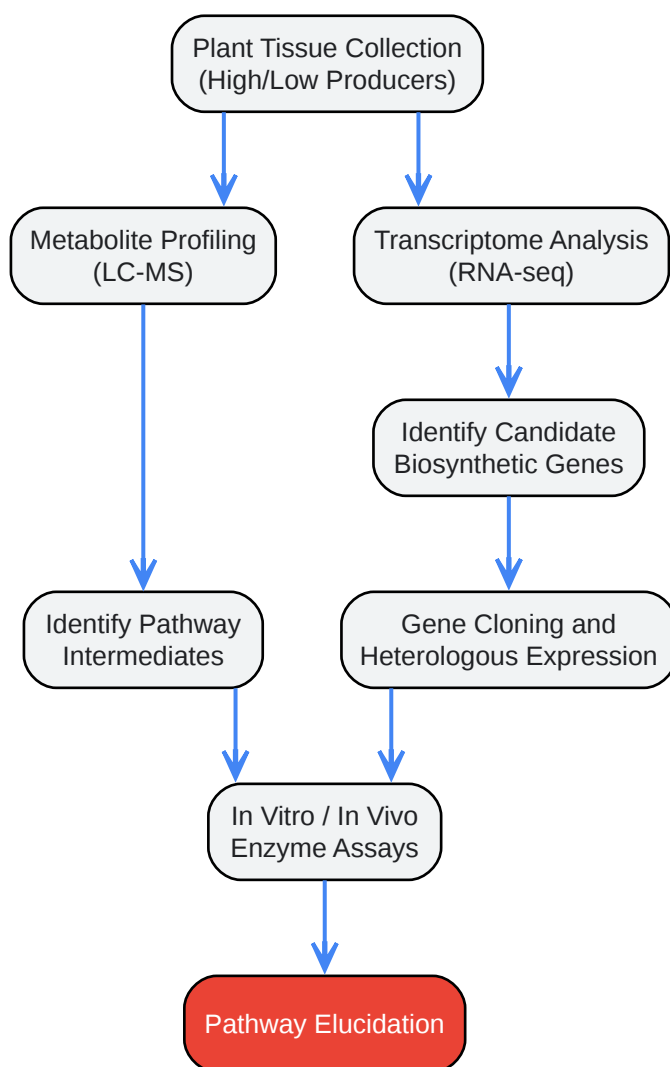 Plant Tissue Collection
(High/Low Producers)
Metabolite Profiling
(LC-MS)
Transcriptome Analysis
(RNA-seq)
Identify Candidate
Biosynthetic Genes
Identify Pathway
Intermediates
Gene Cloning and
Heterologous Expression
In Vitro / In Vivo
Enzyme Assays
Pathway Elucidation